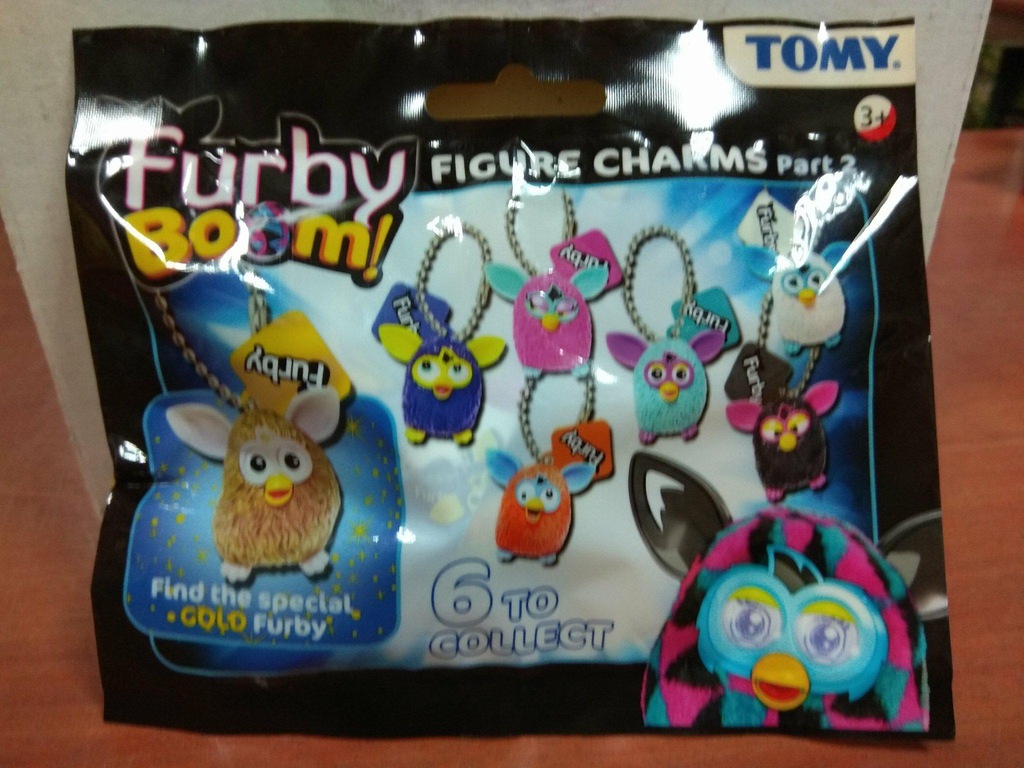 TOMY
3+
Furby
BOOM!
FIGURE CHARMS Part 2
Furby
Furby
Furby
Furby
Furby
Furby
Furby
Find the special
GOLD Furby
6 TO
COLLECT